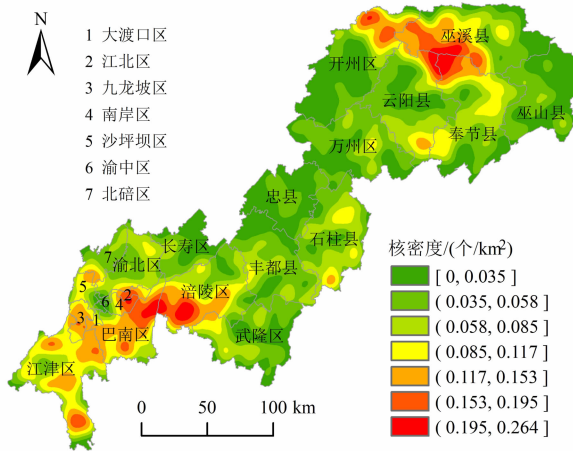 N
1 大渡口区
2 江北区
3 九龙坡区
4 南岸区
5 沙坪坝区
6 渝中区
7 北碚区
巫溪县
开州区
云阳县
巫山县
奉节县
万州区
忠县
石柱县
长寿区
7
渝北区
丰都县
5
涪陵区
2
6
4
3
1
巴南区
武隆区
江津区
0 50 100 km
核密度/(个/km²)
[ 0, 0.035 ]
( 0.035, 0.058 ]
( 0.058, 0.085 ]
( 0.085, 0.117 ]
( 0.117, 0.153 ]
( 0.153, 0.195 ]
( 0.195, 0.264 ]